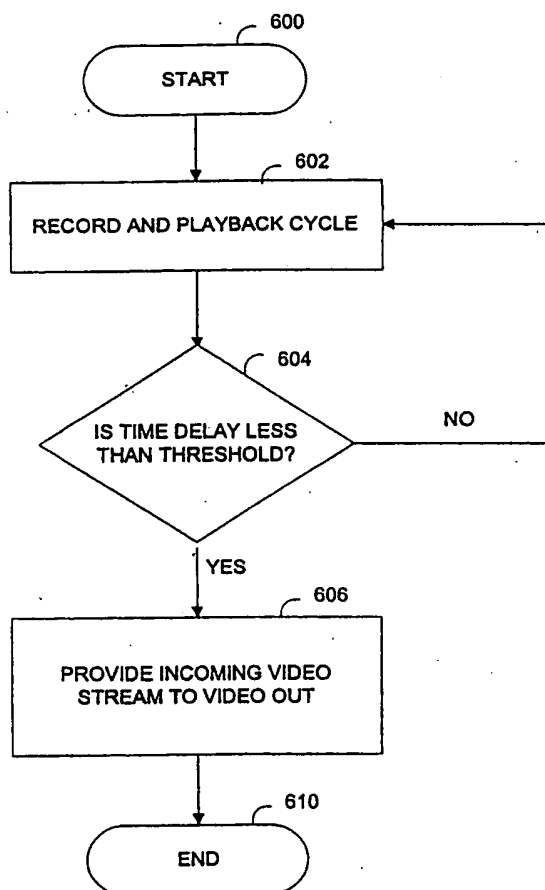 600
START
602
RECORD AND PLAYBACK CYCLE
604
IS TIME DELAY LESS
THAN THRESHOLD?
NO
YES
606
PROVIDE INCOMING VIDEO
STREAM TO VIDEO OUT
610
END